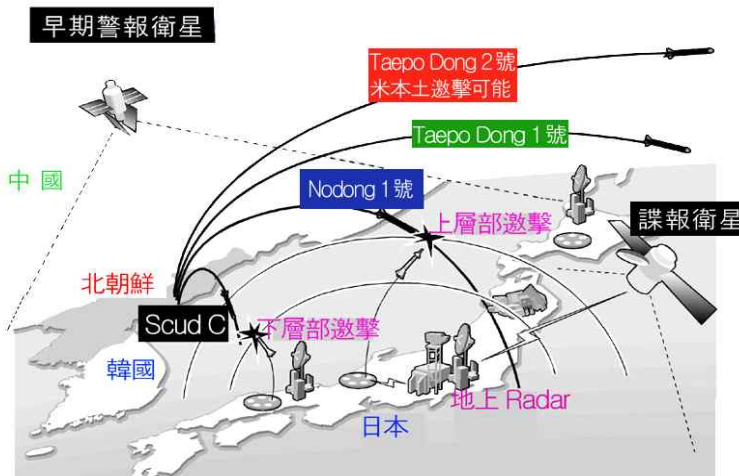 早期警報衛星
Taepo Dong 2號
米本土邀擊可能
Taepo Dong 1號
中國
Nodong 1號
上層部邀擊
諜報衛星
北朝鮮
Scud C
下層部邀擊
韓國
地上 Radar
日本